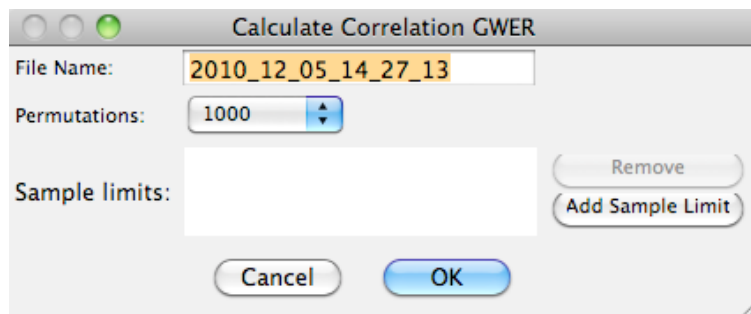 Calculate Correlation GWER
File Name: 2010_12_05_14_27_13
Permutations: 1000
Remove
Sample limits:
Add Sample Limit
Cancel OK